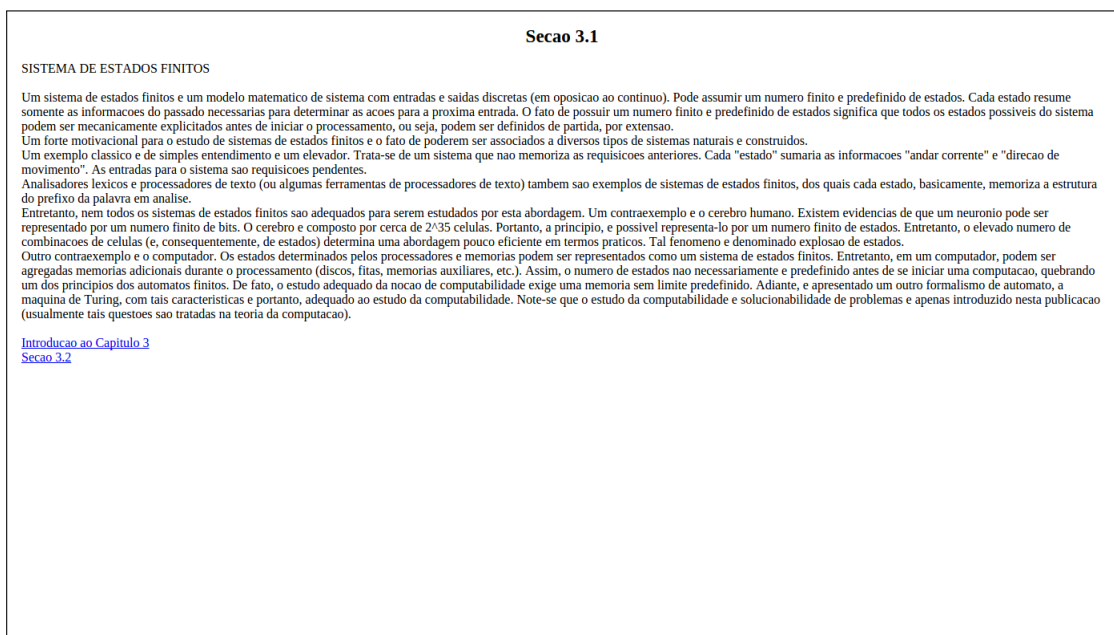 Secao 3.1
SISTEMA DE ESTADOS FINITOS
Um sistema de estados finitos e um modelo matematico de sistema com entradas e saidas discretas (em oposicao ao continuo). Pode assumir um numero finito e predefinido de estados. Cada estado resume
somente as informacoes do passado necessarias para determinar as acoes para a proxima entrada. O fato de possuir um numero finito e predefinido de estados significa que todos os estados possiveis do sistema
podem ser mecanicamente explicitados antes de iniciar o processamento, ou seja, podem ser definidos de partida, por extensao.
Um forte motivacional para o estudo de sistemas de estados finitos e o fato de poderem ser associados a diversos tipos de sistemas naturais e construidos.
Um exemplo classico e de simples entendimento e um elevador. Trata-se de um sistema que nao memoriza as requisicoes anteriores. Cada "estado" sumaria as informacoes "andar corrente" e "direcao de
movimento". As entradas para o sistema sao requisicoes pendentes.
Analisadores lexicos e processadores de texto (ou algumas ferramentas de processadores de texto) tambem sao exemplos de sistemas de estados finitos, dos quais cada estado, basicamente, memoriza a estrutura
do prefixo da palavra em analise.
Entretanto, nem todos os sistemas de estados finitos sao adequados para serem estudados por esta abordagem. Um contraexemplo e o cerebro humano. Existem evidencias de que um neuronio pode ser
representado por um numero finito de bits. O cerebro e composto por cerca de 2^35 celulas. Portanto, a principio, e possivel representa-lo por um numero finito de estados. Entretanto, o elevado numero de
combinacoes de celulas (e, consequentemente, de estados) determina uma abordagem pouco eficiente em termos praticos. Tal fenomeno e denominado explosao de estados.
Outro contraexemplo e o computador. Os estados determinados pelos processadores e memorias podem ser representados como um sistema de estados finitos. Entretanto, em um computador, podem ser
agregadas memorias adicionais durante o processamento (discos, fitas, memorias auxiliares, etc.). Assim, o numero de estados nao necessariamente e predefinido antes de se iniciar uma computacao, quebrando
um dos principios dos automatos finitos. De fato, o estudo adequado da nocao de computabilidade exige uma memoria sem limite predefinido. Adiante, e apresentado um outro formalismo de automato, a
maquina de Turing, com tais caracteristicas e portanto, adequado ao estudo da computabilidade. Note-se que o estudo da computabilidade e solucionabilidade de problemas e apenas introduzido nesta publicacao
(usualmente tais questoes sao tratadas na teoria da computacao).
Introducao ao Capitulo 3
Secao 3.2